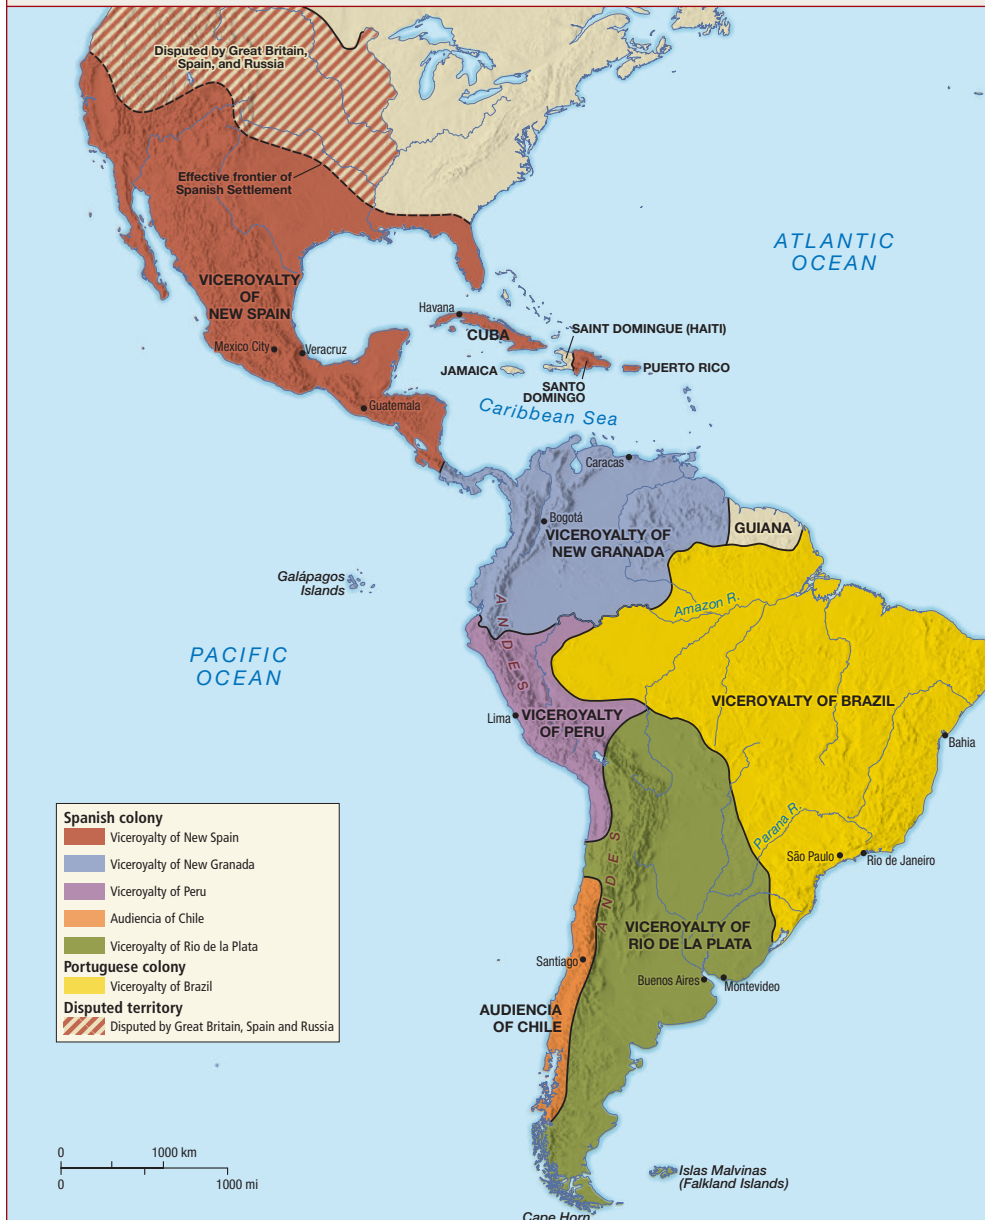 Disputed by Great Britain,
Spain, and Russia
Effective frontier of
Spanish Settlement
ATLANTIC
OCEAN
VICEROYALTY
OF
NEW SPAIN
Havana
CUBA
SAINT DOMINGUE (HAITI)
Mexico City
Veracruz
JAMAICA
PUERTO RICO
SANTO
DOMINGO
Guatemala
Caribbean Sea
Caracas
Bogotá
VICEROYALTY OF
NEW GRANADA
GUIANA
Galápagos
Islands
ANDES
Amazon R.
PACIFIC
OCEAN
VICEROYALTY OF BRAZIL
Lima
VICEROYALTY
OF PERU
Bahia
Parana R.
ANDES
São Paulo
Rio de Janeiro
VICEROYALTY OF
RIO DE LA PLATA
Santiago
Buenos Aires
Montevideo
AUDIENCIA
OF CHILE
Spanish colony
Viceroyalty of New Spain
Viceroyalty of New Granada
Viceroyalty of Peru
Audiencia of Chile
Viceroyalty of Rio de la Plata
Portuguese colony
Viceroyalty of Brazil
Disputed territory
Disputed by Great Britain, Spain and Russia
0 1000 km
0 1000 mi
Islas Malvinas
(Falkland Islands)
Cape Horn